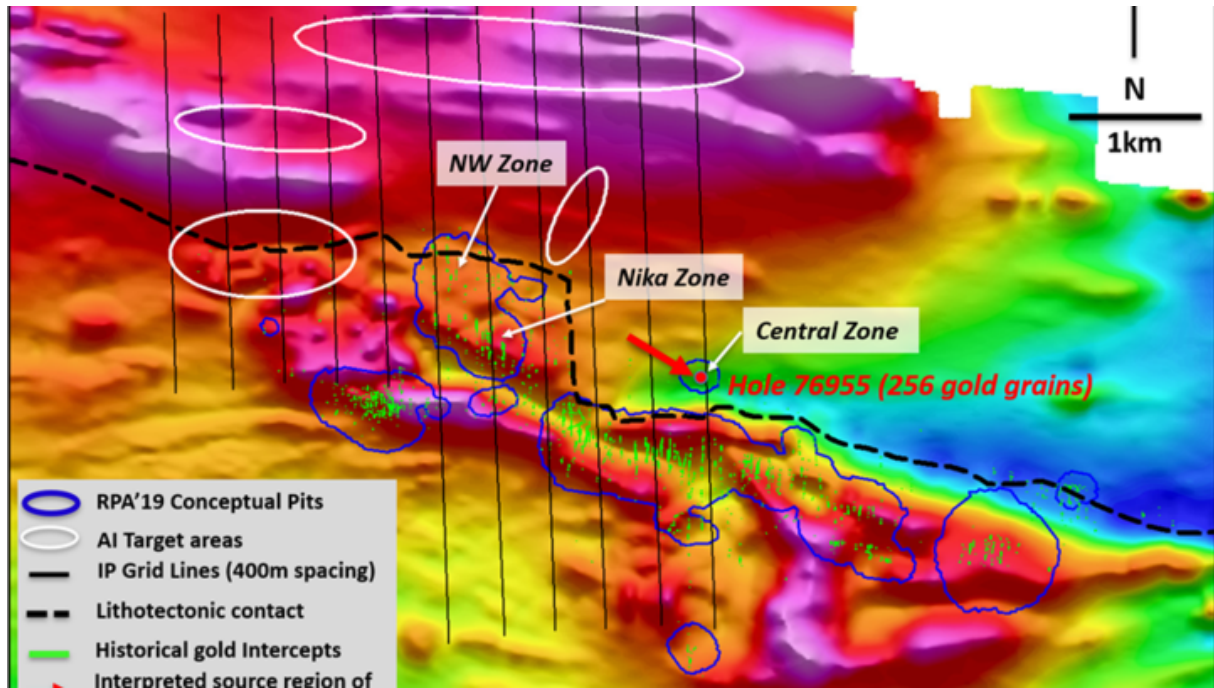 N
1km
NW Zone
Nika Zone
Central Zone
Hole 76955 (256 gold grains)
RPA'19 Conceptual Pits
AI Target areas
IP Grid Lines (400m spacing)
Lithotectonic contact
Historical gold Intercepts
Interpreted source region of